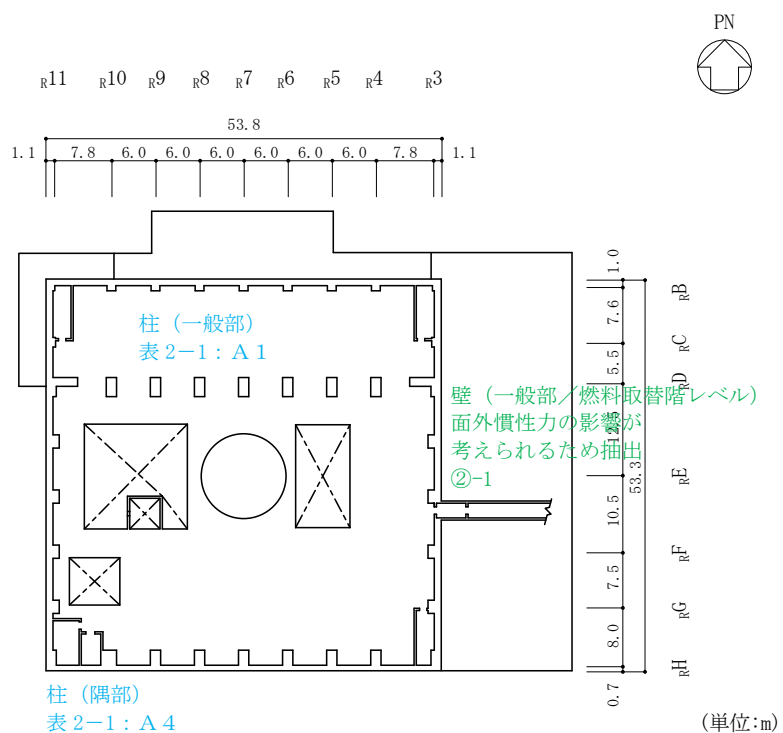 PN
R11 R10 R9 R8 R7 R6 R5 R4 R3
53.8
1.1 7.8 6.0 6.0 6.0 6.0 6.0 6.0 7.8 1.1
柱（一般部）
表2－1：A1
壁（一般部／燃料取替階レベル）
面外慣性力の影響が
考えられるため抽出
②-1
1.0
7.6
5.5
12.5
10.5
7.5
8.0
0.7
53.3
RB
RC
RD
RE
RF
RG
RH
柱（隅部）
表2－1：A4
(単位:m)